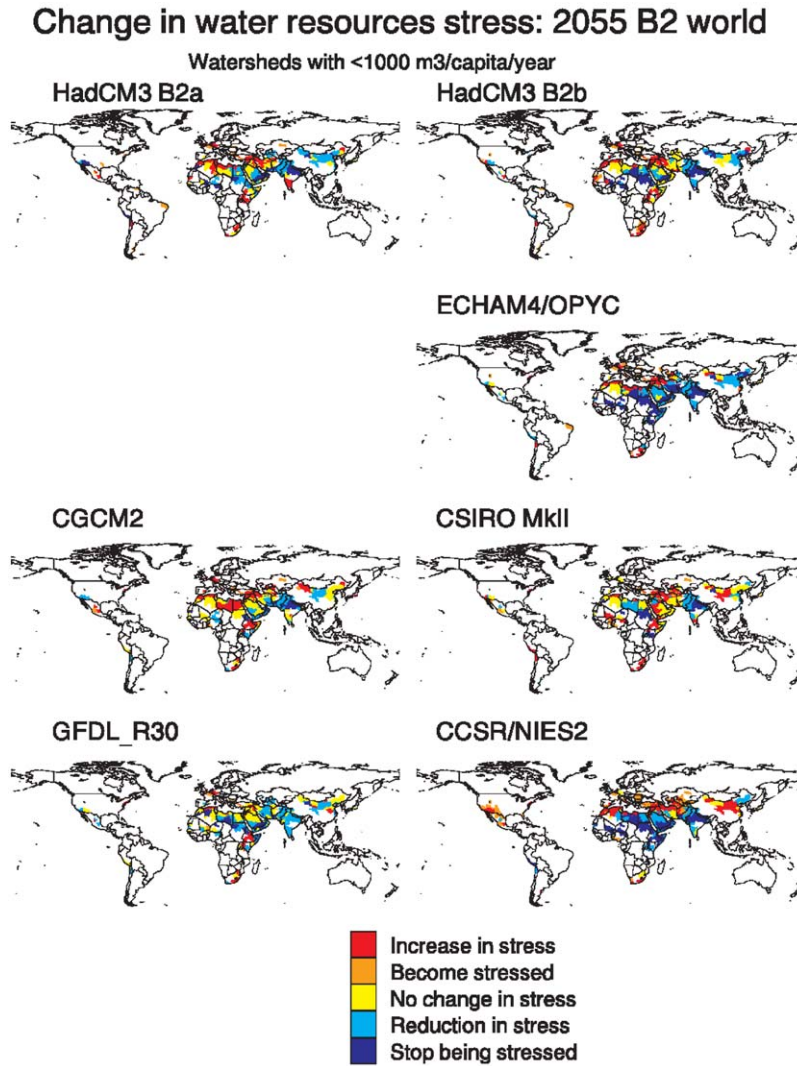 Change in water resources stress: 2055 B2 world
Watersheds with <1000 m3/capita/year
HadCM3 B2a
HadCM3 B2b
ECHAM4/OPYC
CGCM2
CSIRO MkII
GFDL_R30
CCSR/NIES2
Increase in stress
Become stressed
No change in stress
Reduction in stress
Stop being stressed